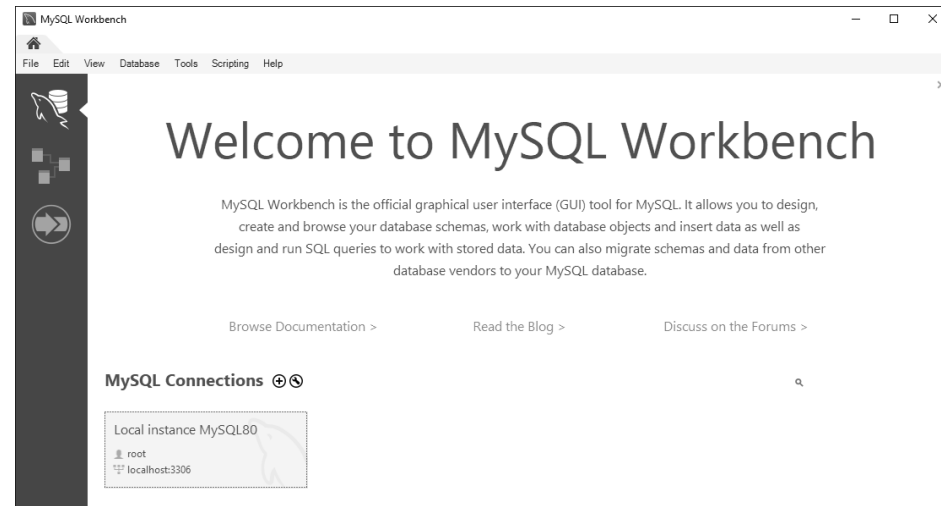 MySQL Workbench
File Edit View Database Tools Scripting Help
Welcome to MySQL Workbench
MySQL Workbench is the official graphical user interface (GUI) tool for MySQL. It allows you to design,
create and browse your database schemas, work with database objects and insert data as well as
design and run SQL queries to work with stored data. You can also migrate schemas and data from other
database vendors to your MySQL database.
Browse Documentation > Read the Blog > Discuss on the Forums >
MySQL Connections
Local instance MySQL80
root
localhost:3306